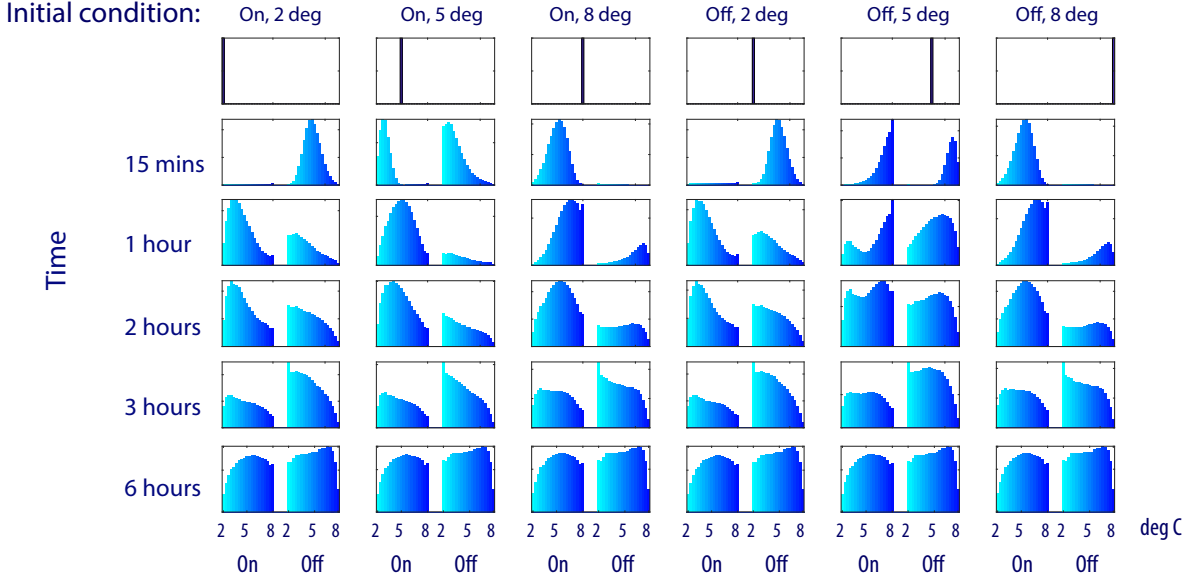 Initial condition: On, 2 deg On, 5 deg On, 8 deg Off, 2 deg Off, 5 deg Off, 8 deg
15 mins
1 hour
Time
2 hours
3 hours
6 hours
2 5 8 2 5 8 2 5 8 2 5 8 2 5 8 2 5 8 2 5 8 2 5 8 2 5 8 2 5 8 2 5 8 2 5 8 deg C
On Off On Off On Off On Off On Off On Off